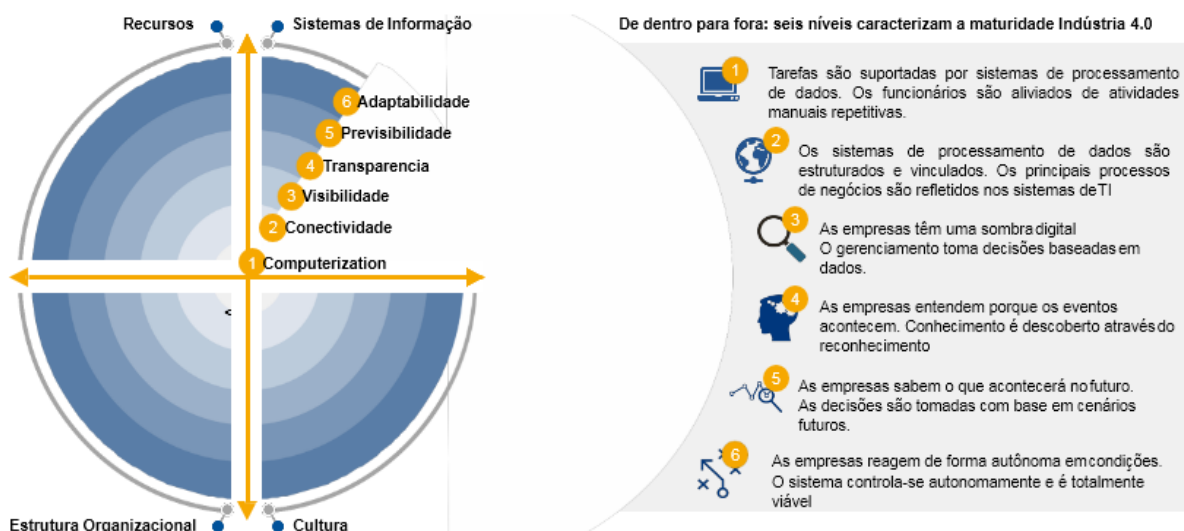 Recursos
Sistemas de Informação
6 Adaptabilidade
5 Previsibilidade
4 Transparencia
3 Visibilidade
2 Conectividade
1 Computerization
<
Estrutura Organizacional
Cultura
De dentro para fora: seis níveis caracterizam a maturidade Indústria 4.0
1
Tarefas são suportadas por sistemas de processamento
de dados. Os funcionários são aliviados de atividades
manuais repetitivas.
2
Os sistemas de processamento de dados são
estruturados e vinculados. Os principais processos
de negócios são refletidos nos sistemas deTI
3
As empresas têm uma sombra digital
O gerenciamento toma decisões baseadas em
dados.
4
As empresas entendem porque os eventos
acontecem. Conhecimento é descoberto através do
reconhecimento
5
As empresas sabem o que acontecerá no futuro.
As decisões são tomadas com base em cenários
futuros.
6
As empresas reagem de forma autônoma emcondições.
O sistema controla-se autonomamente e é totalmente
viável